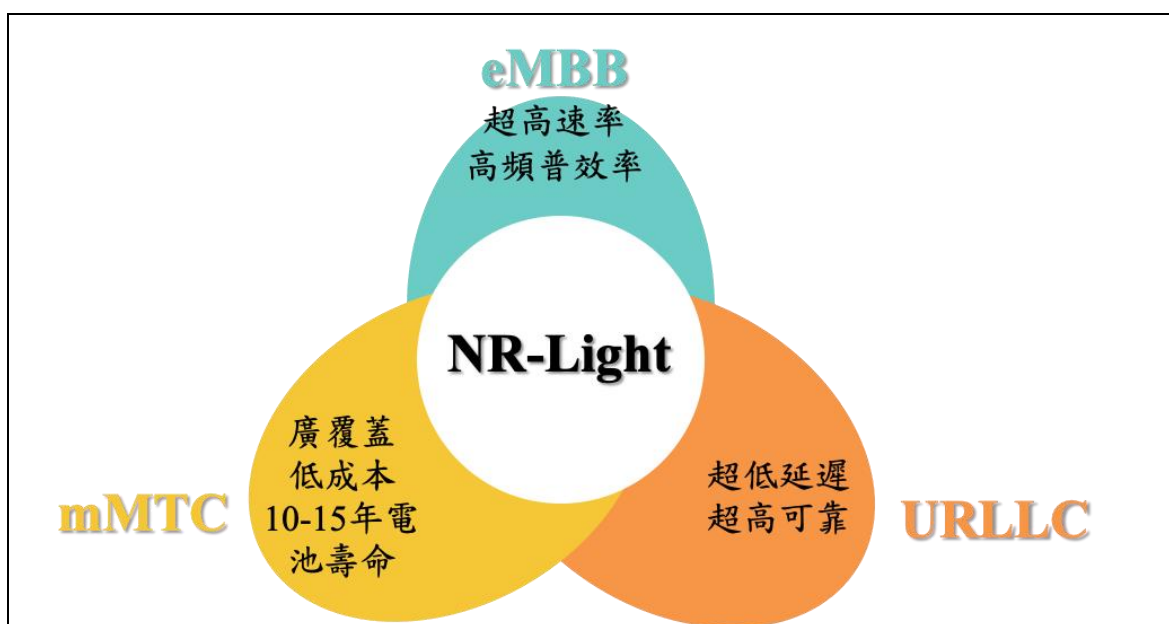 eMBB
超高速率
高頻普效率
NR-Light
廣覆蓋
低成本
10-15年電
池壽命
mMTC
超低延遲
超高可靠
URLLC